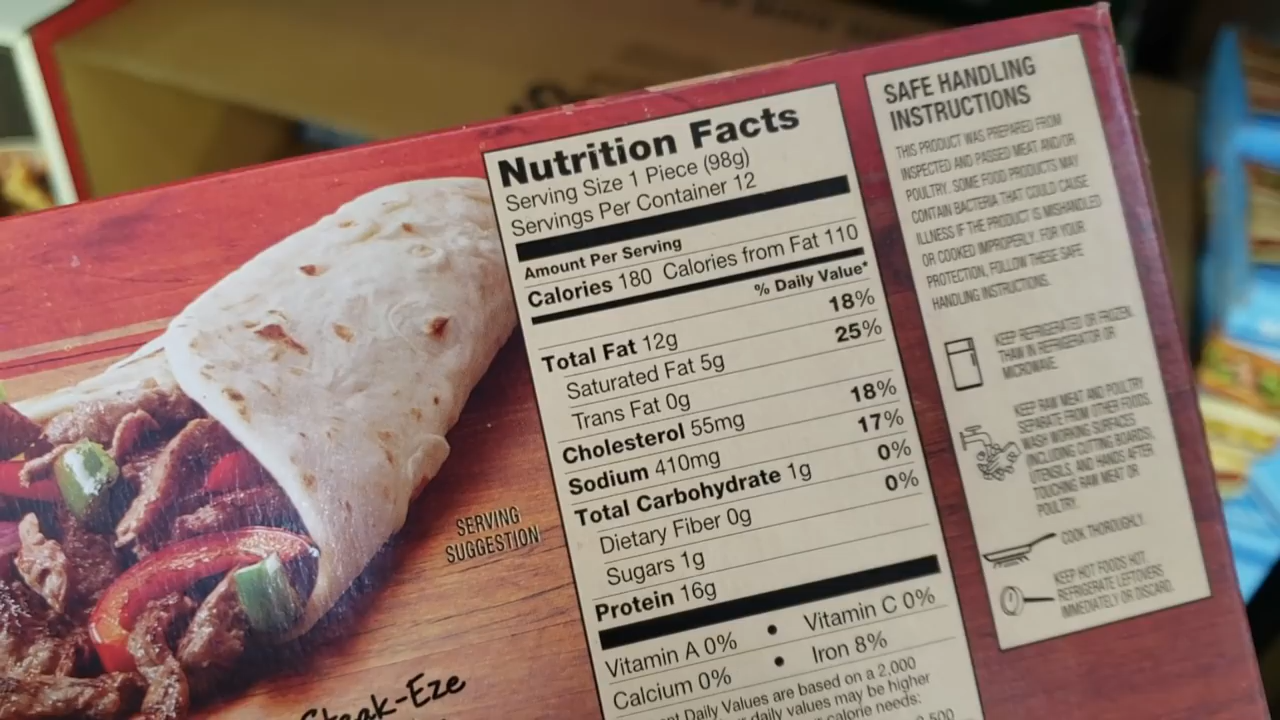 SERVING
SUGGESTION
Steak-Eze
Nutrition Facts
Serving Size 1 Piece (98g)
Servings Per Container 12
Amount Per Serving
Calories 180 Calories from Fat 110
% Daily Value*
Total Fat 12g 18%
Saturated Fat 5g 25%
Trans Fat 0g
Cholesterol 55mg 18%
Sodium 410mg 17%
Total Carbohydrate 1g 0%
Dietary Fiber 0g 0%
Sugars 1g
Protein 16g
Vitamin A 0% • Vitamin C 0%
Calcium 0% • Iron 8%
Daily Values are based on a 2,000
daily values may be higher
calorie needs:
SAFE HANDLING
INSTRUCTIONS
THIS PRODUCT WAS PREPARED FROM
INSPECTED AND PASSED MEAT AND/OR
POULTRY. SOME FOOD PRODUCTS MAY
CONTAIN BACTERIA THAT COULD CAUSE
ILLNESS IF THE PRODUCT IS MISHANDLED
OR COOKED IMPROPERLY. FOR YOUR
PROTECTION, FOLLOW THESE SAFE
HANDLING INSTRUCTIONS.
KEEP REFRIGERATED OR FROZEN.
THAW IN REFRIGERATOR OR
MICROWAVE.
KEEP RAW MEAT AND POULTRY
SEPARATE FROM OTHER FOODS.
WASH WORKING SURFACES
(INCLUDING CUTTING BOARDS),
UTENSILS, AND HANDS AFTER
TOUCHING RAW MEAT OR
POULTRY.
COOK THOROUGHLY.
KEEP HOT FOODS HOT.
REFRIGERATE LEFTOVERS
IMMEDIATELY OR DISCARD.